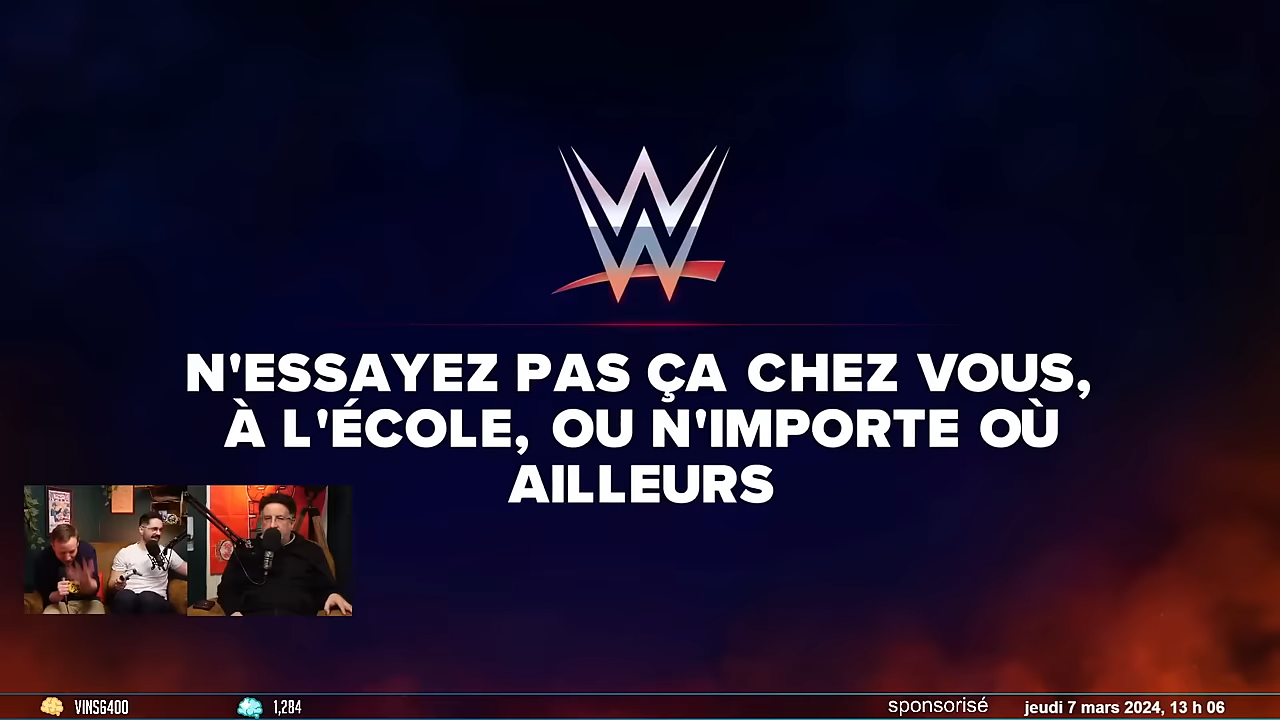 W
N'ESSAYEZ PAS ÇA CHEZ VOUS,
À L'ÉCOLE, OU N'IMPORTE OÙ
AILLEURS
VINS6400
1,284
sponsorisé
jeudi 7 mars 2024, 13 h 06